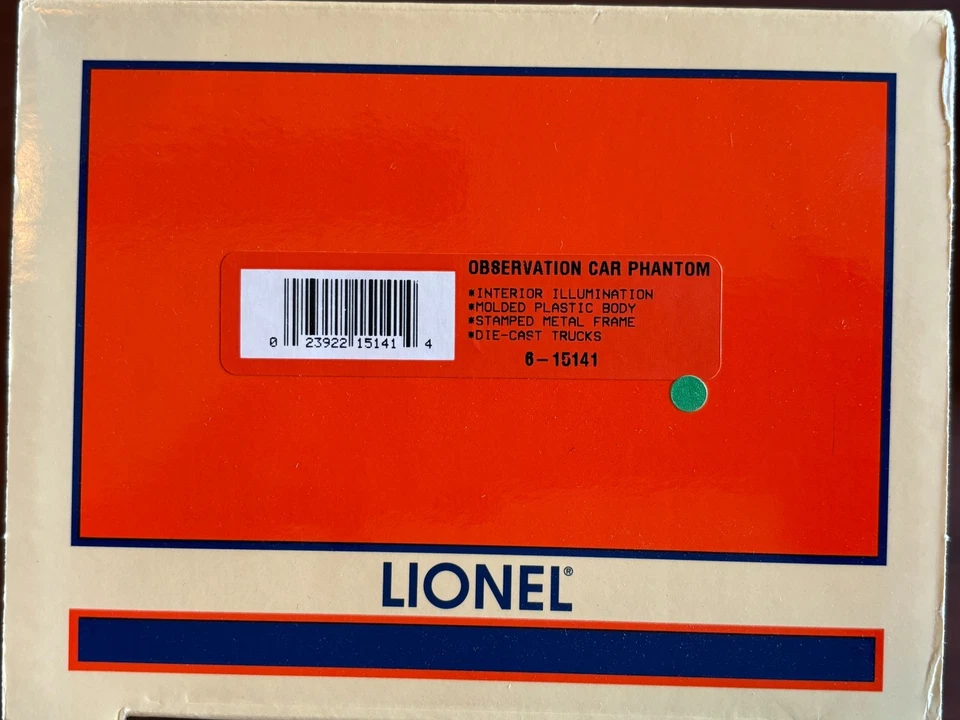 OBSERVATION CAR PHANTOM
*INTERIOR ILLUMINATION
*MOLDED PLASTIC BODY
*STAMPED METAL FRAME
*DIE-CAST TRUCKS
6-15141
0 23922 15141 4
LIONEL®